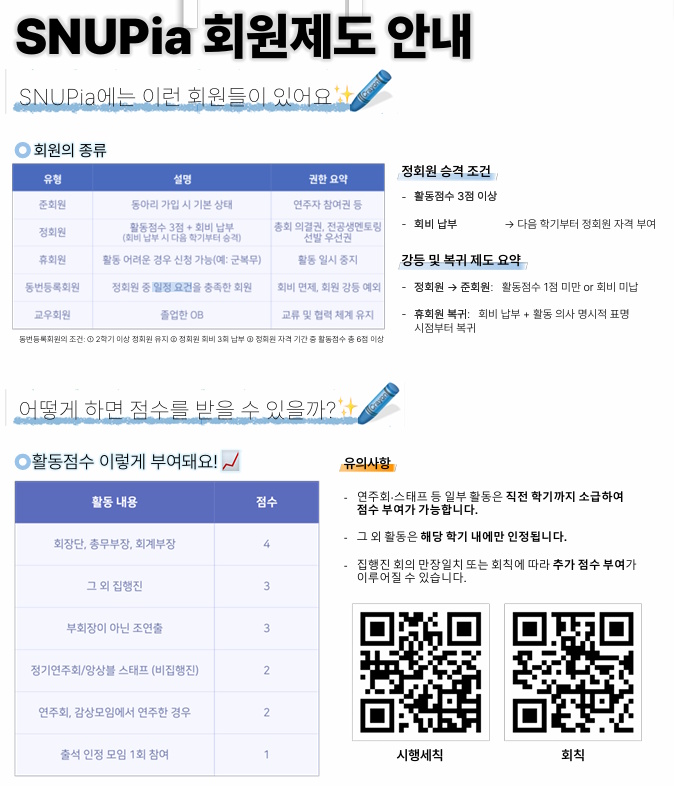 SNUPia 회원제도 안내
SNUPia에는 이런 회원들이 있어요✨
회원의 종류
유형 설명 권한 요약
준회원 동아리 가입 시 기본 상태 연주자 참여권 등
정회원 활동점수 3점 + 회비 납부 (회비 납부 시 다음 학기부터 승격) 총회 의결권, 전공생멘토링 선발 우선권
휴회원 활동 어려운 경우 신청 가능(예: 군복무) 활동 일시 중지
동번등록회원 정회원 중 일정 요건을 충족한 회원 회비 면제, 회원 강등 예외
교우회원 졸업한 OB 교류 및 협력 체계 유지
동번등록회원의 조건: ① 2학기 이상 정회원 유지 ② 정회원 회비 3회 납부 ③ 정회원 자격 기간 중 활동점수 총 6점 이상
정회원 승격 조건
- 활동점수 3점 이상
- 회비 납부 → 다음 학기부터 정회원 자격 부여
강등 및 복귀 제도 요약
- 정회원 → 준회원: 활동점수 1점 미만 or 회비 미납
- 휴회원 복귀: 회비 납부 + 활동 의사 명시적 표명
시점부터 복귀
어떻게 하면 점수를 받을 수 있을까?✨
활동점수 이렇게 부여돼요!
활동 내용 점수
회장단, 총무부장, 회계부장 4
그 외 집행진 3
부회장이 아닌 조연출 3
정기연주회/앙상블 스태프 (비집행진) 2
연주회, 감상모임에서 연주한 경우 2
출석 인정 모임 1회 참여 1
유의사항
- 연주회·스태프 등 일부 활동은 직전 학기까지 소급하여
점수 부여가 가능합니다.
- 그 외 활동은 해당 학기 내에만 인정됩니다.
- 집행진 회의 만장일치 또는 회칙에 따라 추가 점수 부여가
이루어질 수 있습니다.
시행세칙
회칙